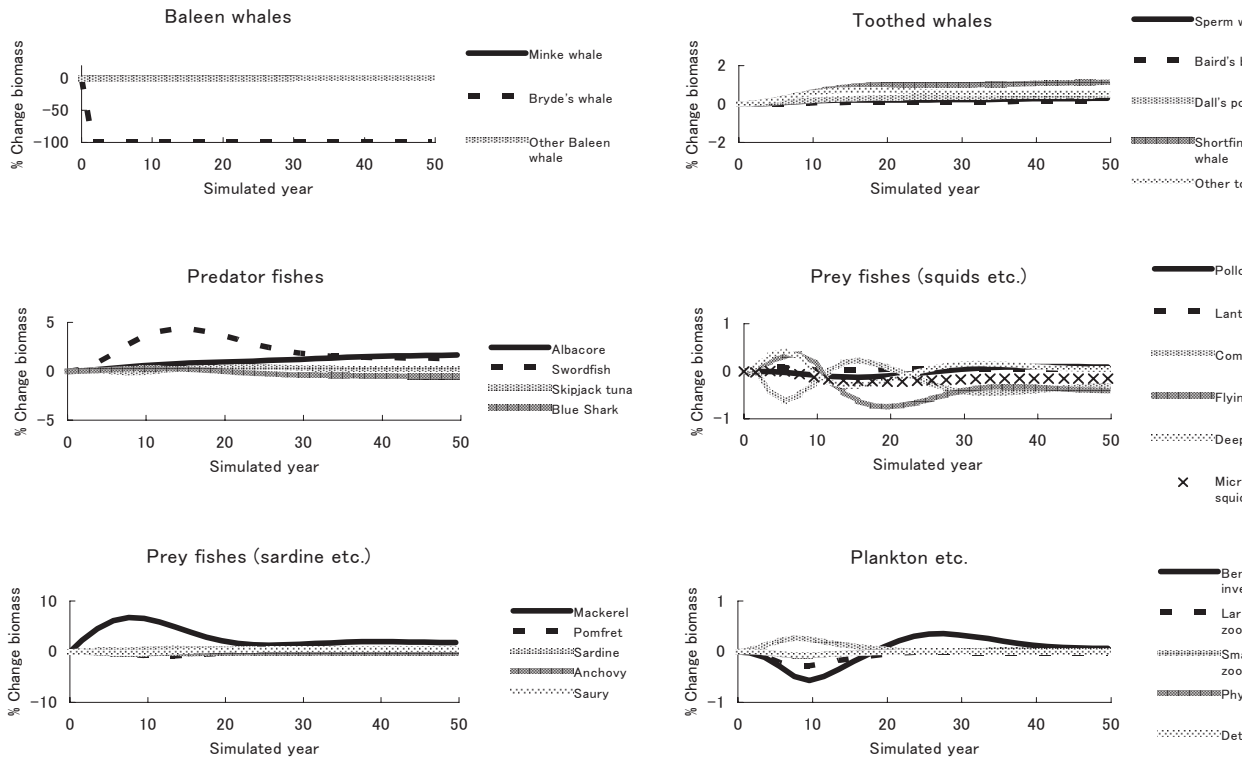 Baleen whales
% Change biomass
0
-50
-100
0 10 20 30 40 50
Simulated year
Minke whale
Bryde's whale
Other Baleen
whale
Toothed whales
% Change biomass
2
0
-2
0 10 20 30 40 50
Simulated year
Sperm w
Baird's b
Dall's po
Shortfin
whale
Other to
Predator fishes
% Change biomass
5
0
-5
0 10 20 30 40 50
Simulated year
Albacore
Swordfish
Skipjack tuna
Blue Shark
Prey fishes (squids etc.)
% Change biomass
1
0
-1
0 10 20 30 40 50
Simulated year
Pollo
Lant
Com
Flyin
Deep
Micr
squid
Prey fishes (sardine etc.)
% Change biomass
10
0
-10
0 10 20 30 40 50
Simulated year
Mackerel
Pomfret
Sardine
Anchovy
Saury
Plankton etc.
% Change biomass
1
0
-1
0 10 20 30 40 50
Simulated year
Ben
inve
Lar
zoo
Sma
zoo
Phy
Det